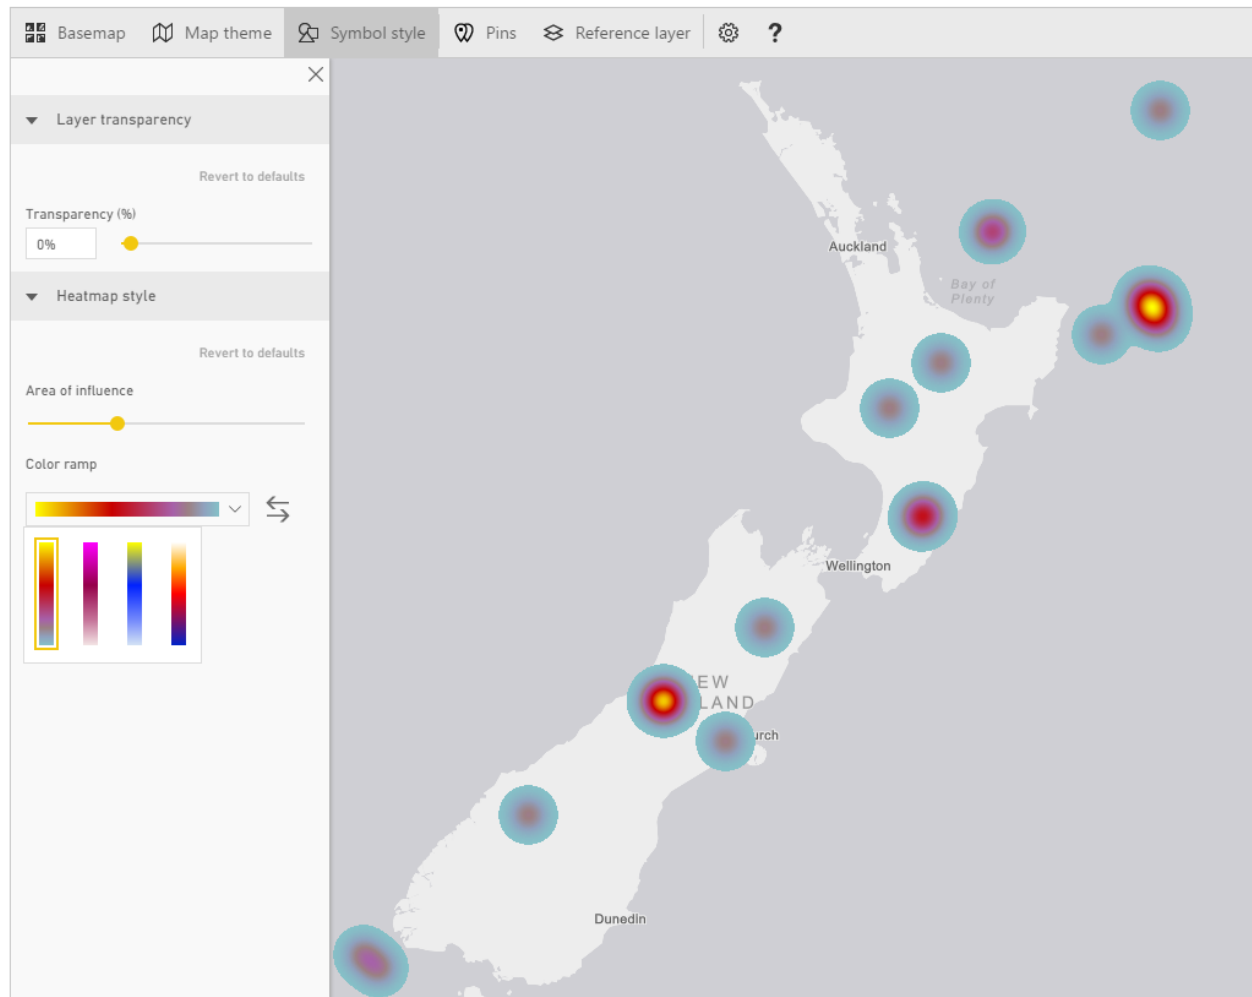 Basemap Map theme Symbol style Pins Reference layer ?
Layer transparency
Revert to defaults
Transparency (%)
0%
Heatmap style
Revert to defaults
Area of influence
Color ramp
Auckland
Bay of
Plenty
Wellington
EW
LAND
urch
Dunedin